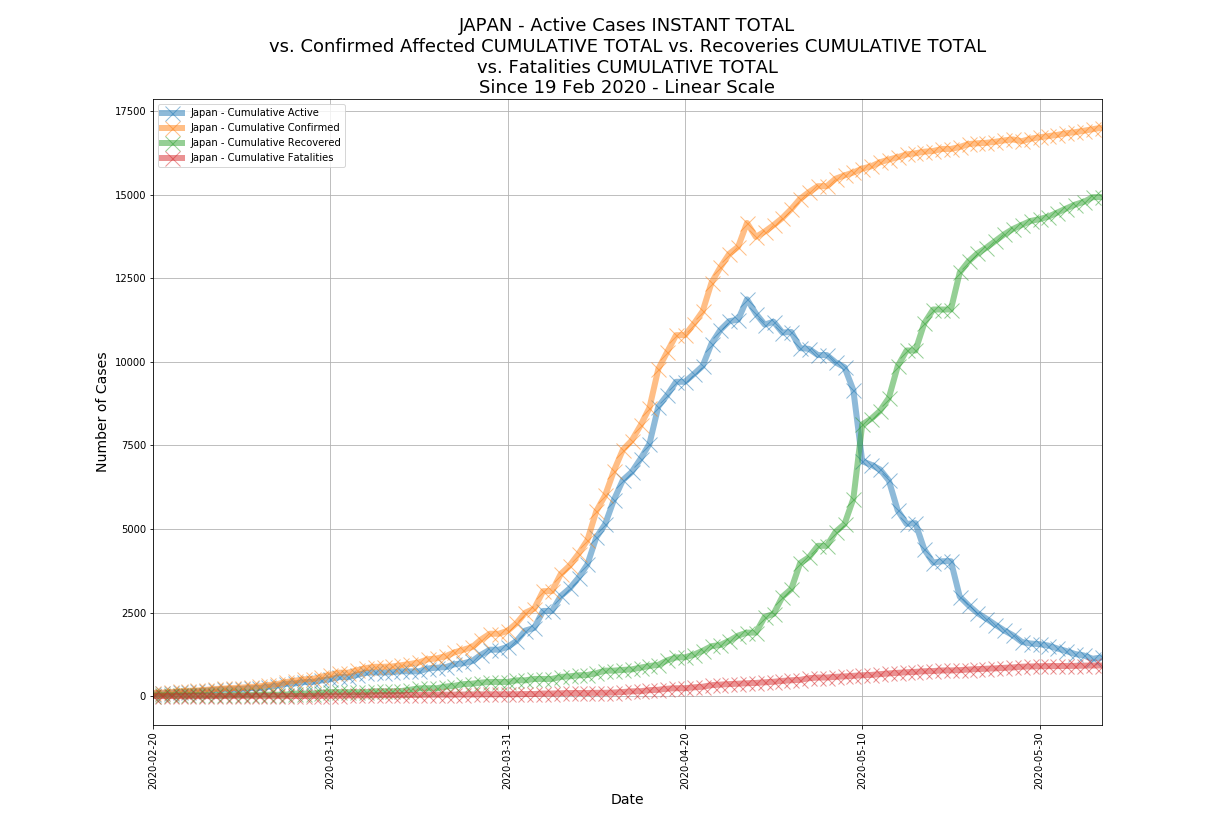 JAPAN - Active Cases INSTANT TOTAL
vs. Confirmed Affected CUMULATIVE TOTAL vs. Recoveries CUMULATIVE TOTAL
vs. Fatalities CUMULATIVE TOTAL
Since 19 Feb 2020 - Linear Scale
Japan - Cumulative Active
Japan - Cumulative Confirmed
Japan - Cumulative Recovered
Japan - Cumulative Fatalities
Number of Cases
17500
15000
12500
10000
7500
5000
2500
0
2020-02-20
2020-03-11
2020-03-31
2020-04-20
2020-05-10
2020-05-30
Date